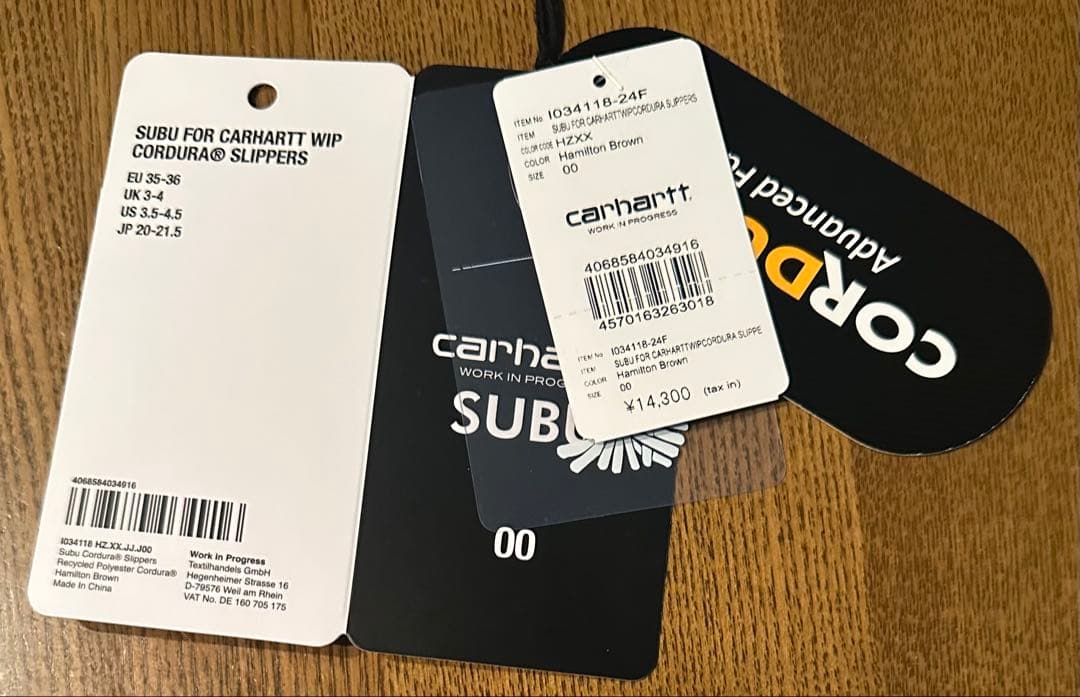 SUBU FOR CARHARTT WIP
CORDURA® SLIPPERS
EU 35-36
UK 3-4
US 3.5-4.5
JP 20-21.5
4068584034916
I034118 HZ.XX.JJ.J00
Subu Cordura® Slippers
Recycled Polyester Cordura®
Hamilton Brown
Made In China
Work in Progress
Textilhandels GmbH
Hegenheimer Strasse 16
D-79576 Weil am Rhein
VAT No. DE 160 705 175
carha
WORK IN PROG
SUBU
00
ITEM No I034118-24F
ITEM SUBU FOR CARHARTTWIPCORDURA SLIPPERS
COLOR CODE HZXX
COLOR Hamilton Brown
SIZE 00
carhartt
WORK IN PROGRESS
4068584034916
4570163263018
ITEM No I034118-24F
ITEM SUBU FOR CARHARTTWIPCORDURA SLIPPE
COLOR Hamilton Brown
SIZE 00
¥14,300 (tax in)
CORDU
Advanced F